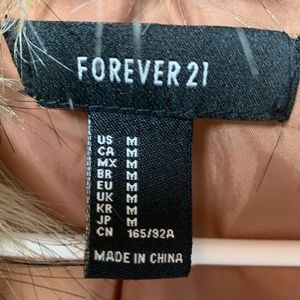 FOREVER 21
US M
CA M
MX M
BR M
EU M
UK M
KR M
JP M
CN 165/92A
MADE IN CHINA